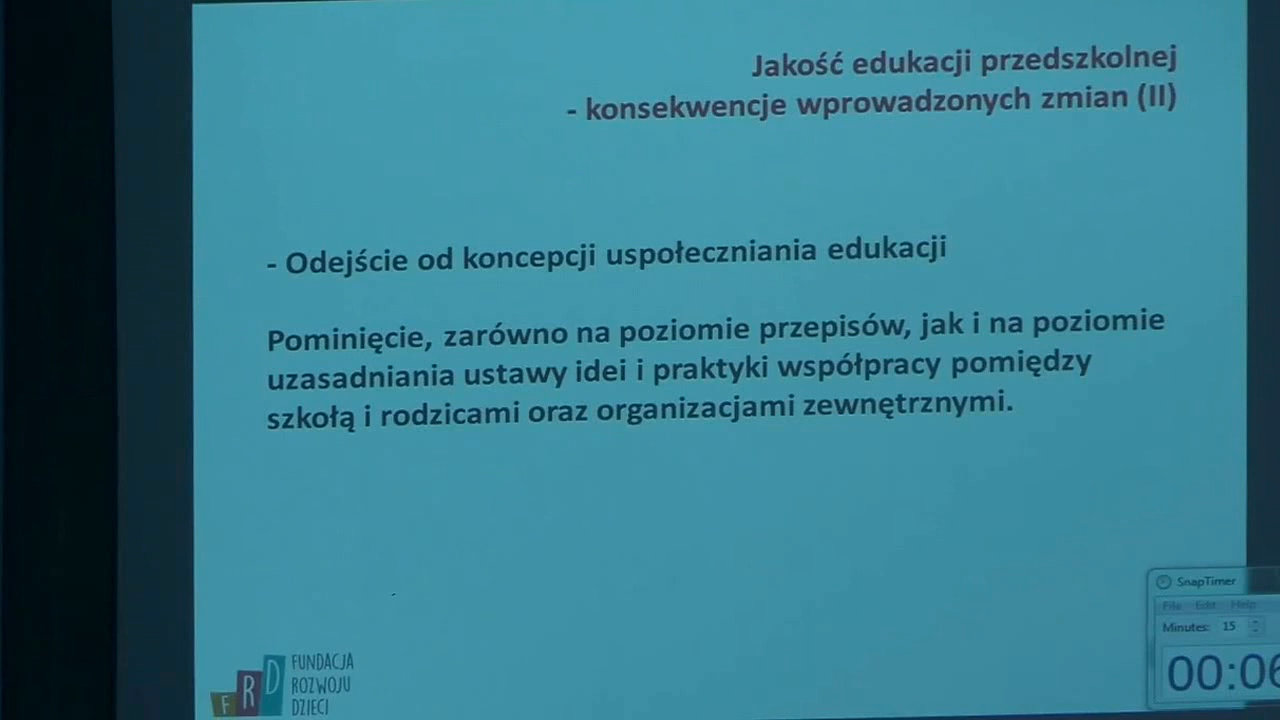 Jakość edukacji przedszkolnej
- konsekwencje wprowadzonych zmian (II)
- Odejście od koncepcji uspołeczniania edukacji
Pominięcie, zarówno na poziomie przepisów, jak i na poziomie
uzasadniania ustawy idei i praktyki współpracy pomiędzy
szkołą i rodzicami oraz organizacjami zewnętrznymi.
FRD
FUNDACJA
ROZWOJU
DZIECI
SnapTimer
File Edit Help
Minutes: 15
00:06